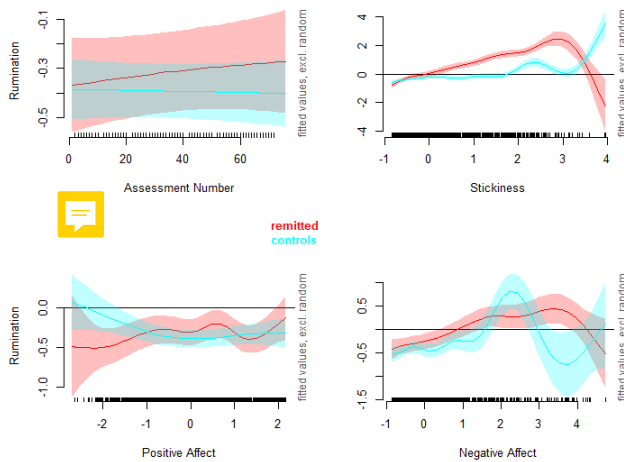 Rumination
-0.1
-0.3
-0.5
0
20
40
60
Assessment Number
fitted values, excl. random
4
2
0
-2
-4
-1
0
1
2
3
4
Stickiness
fitted values, excl. random
remitted
controls
Rumination
0.0
-0.5
-1.0
-2
-1
0
1
2
Positive Affect
fitted values, excl. random
0.5
-0.5
-1.5
-1
0
1
2
3
4
Negative Affect
fitted values, excl. random